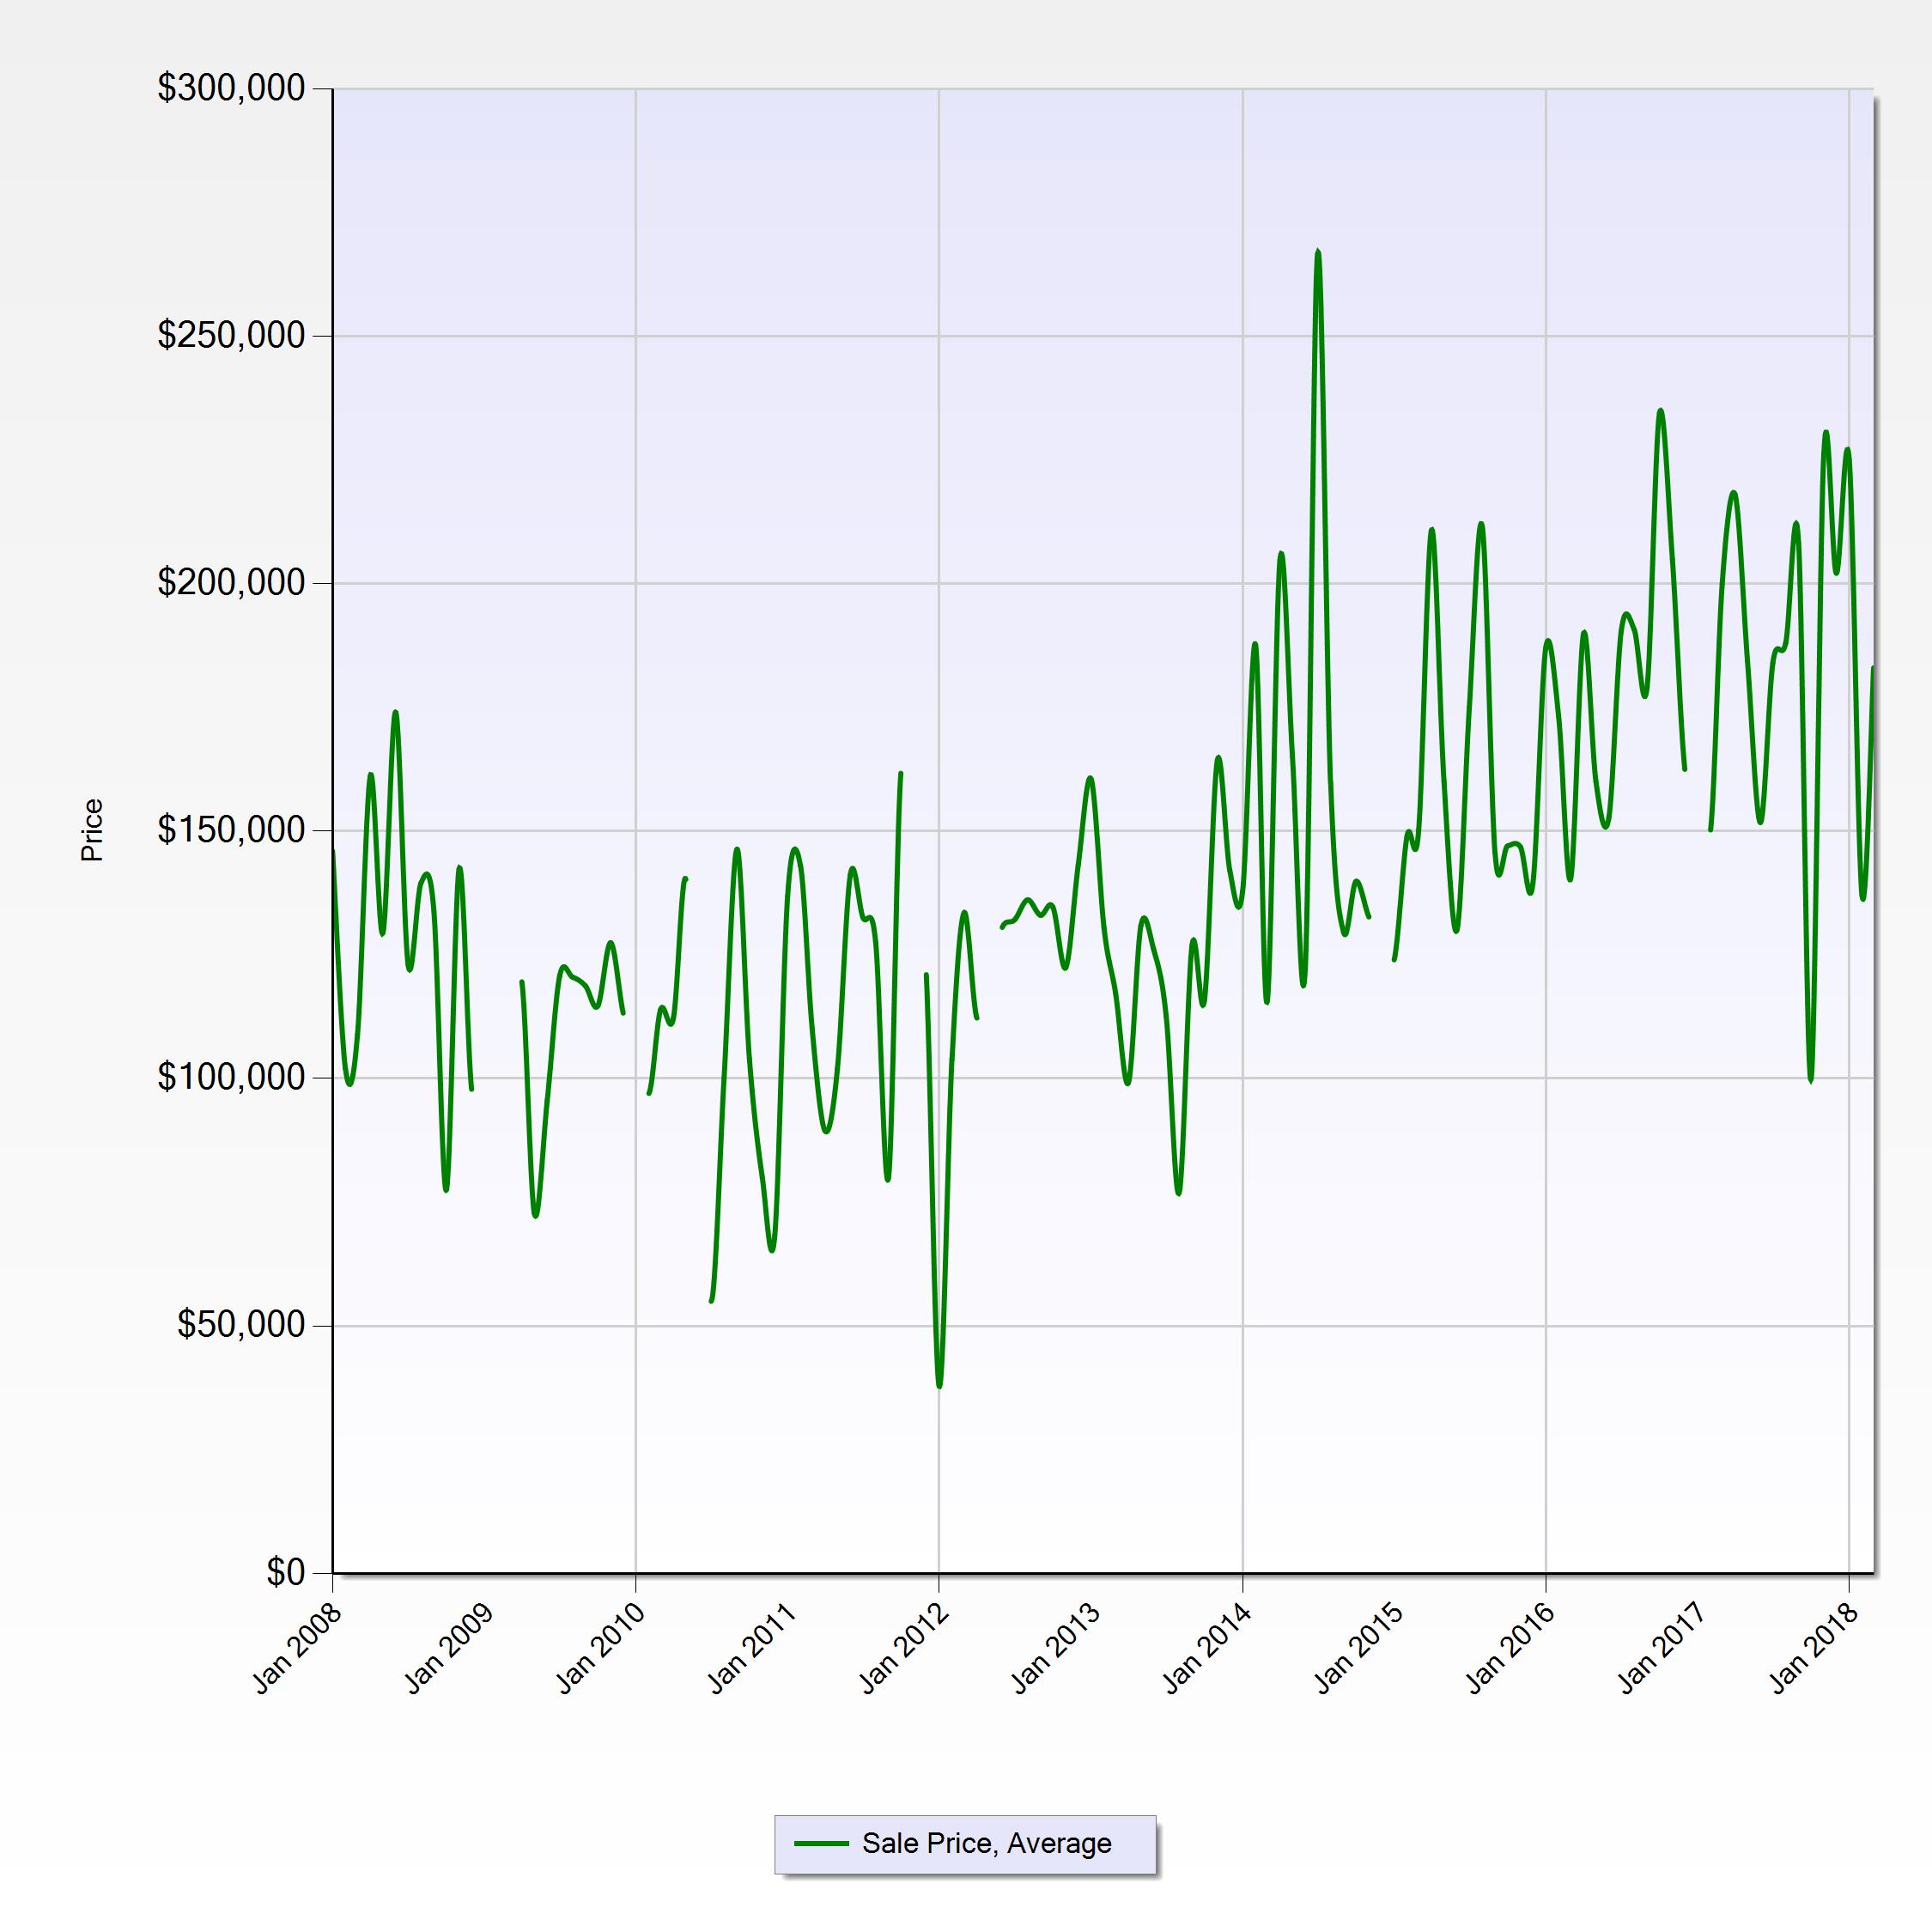 $300,000
$250,000
$200,000
$150,000
$100,000
$50,000
$0
Price
Jan 2008
Jan 2009
Jan 2010
Jan 2011
Jan 2012
Jan 2013
Jan 2014
Jan 2015
Jan 2016
Jan 2017
Jan 2018
Sale Price, Average